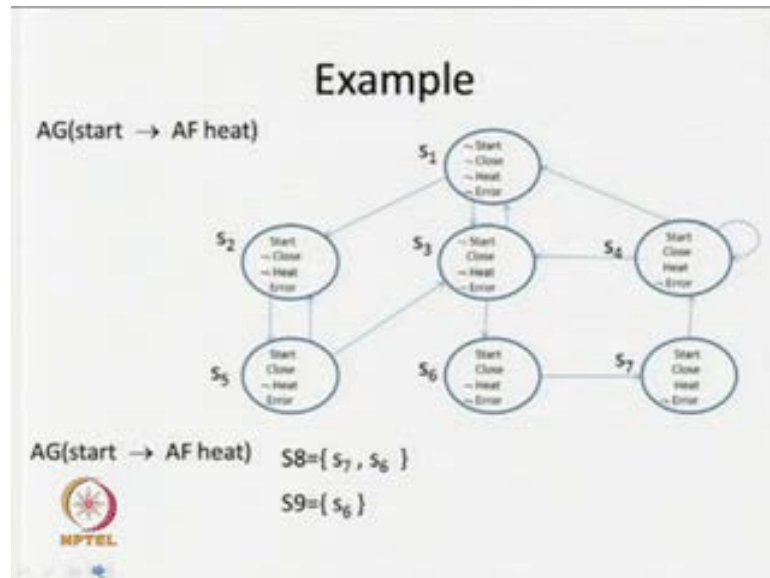 Example
AG(start → AF heat)
S1
¬ Start
¬ Close
¬ Heat
¬ Error
S2
Start
¬ Close
¬ Heat
Error
S3
¬ Start
Close
¬ Heat
¬ Error
S4
Start
Close
Heat
¬ Error
S5
Start
Close
¬ Heat
Error
S6
Start
Close
¬ Heat
¬ Error
S7
Start
Close
Heat
¬ Error
AG(start → AF heat)
S8={ s7 , s6 }
S9={ s6 }
NPTEL